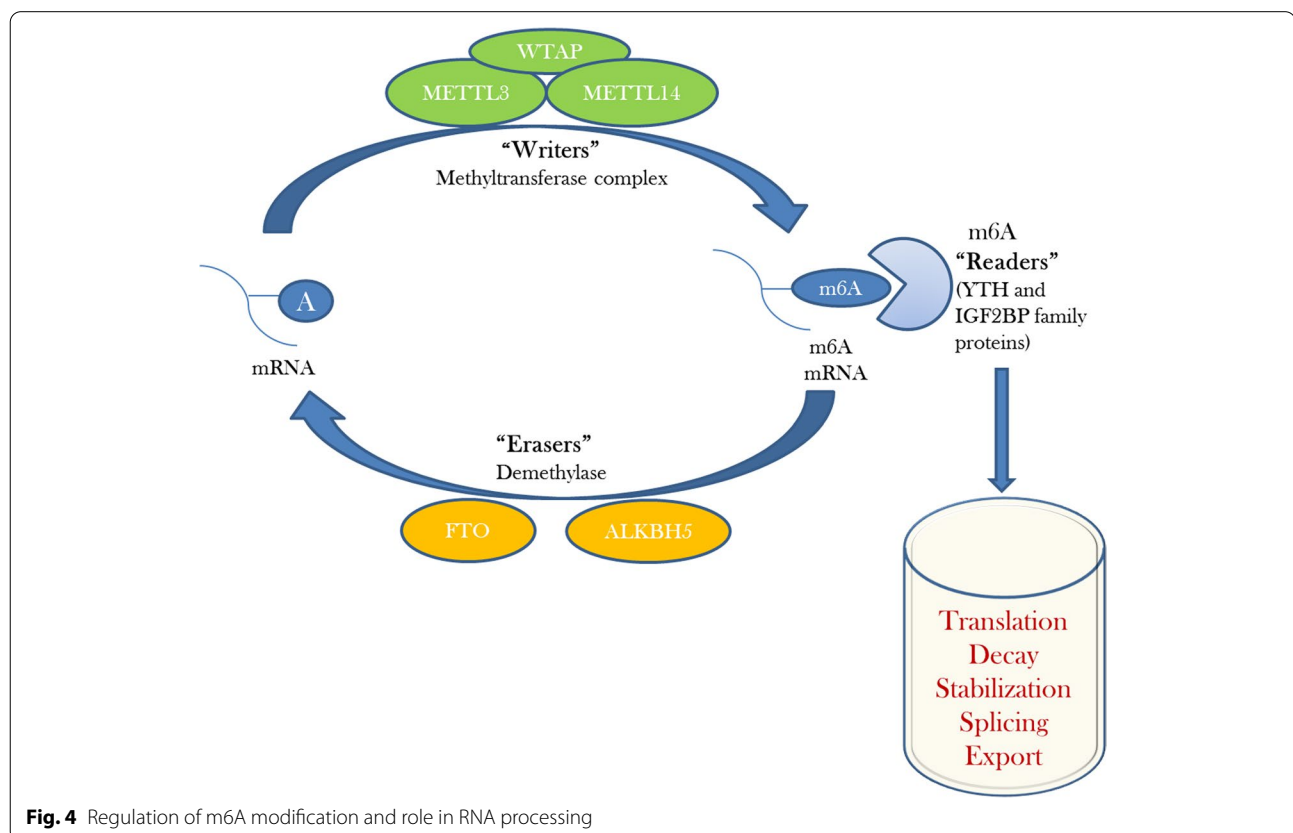 WTAP
METTL3
METTL14
“Writers”
Methyltransferase complex
A
mRNA
m6A
m6A
mRNA
m6A
“Readers”
(YTH and
IGF2BP family
proteins)
“Erasers”
Demethylase
FTO
ALKBH5
Translation
Decay
Stabilization
Splicing
Export
Fig. 4 Regulation of m6A modification and role in RNA processing